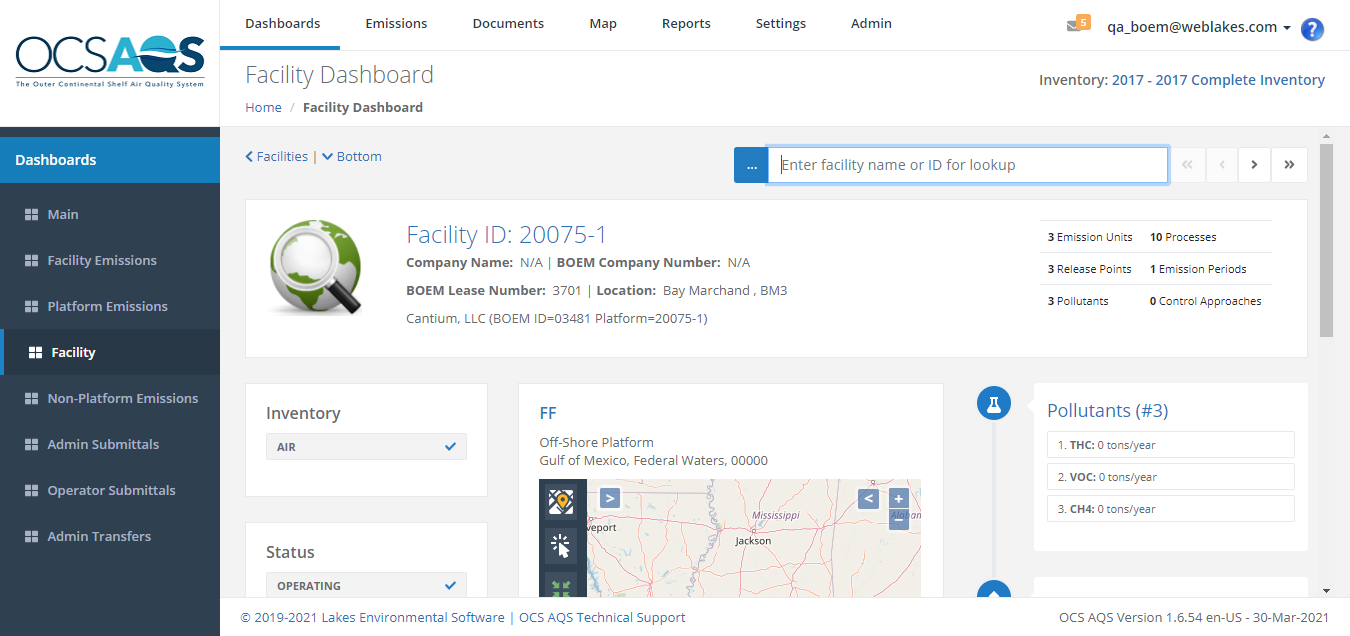 OCSAQS
The Outer Continental Shelf Air Quality System
Dashboards Emissions Documents Map Reports Settings Admin
5 qa_boem@weblakes.com ?
Facility Dashboard
Inventory: 2017 - 2017 Complete Inventory
Home / Facility Dashboard
Dashboards
Main
Facility Emissions
Platform Emissions
Facility
Non-Platform Emissions
Admin Submittals
Operator Submittals
Admin Transfers
Facilities | Bottom
... Enter facility name or ID for lookup
Facility ID: 20075-1
Company Name: N/A | BOEM Company Number: N/A
BOEM Lease Number: 3701 | Location: Bay Marchand , BM3
Cantium, LLC (BOEM ID=03481 Platform=20075-1)
3 Emission Units 10 Processes
3 Release Points 1 Emission Periods
3 Pollutants 0 Control Approaches
Inventory
AIR
Status
OPERATING
FF
Off-Shore Platform
Gulf of Mexico, Federal Waters, 00000
> < +
−
Mississippi
veport
Jackson
Alaban
Pollutants (#3)
1. THC: 0 tons/year
2. VOC: 0 tons/year
3. CH4: 0 tons/year
© 2019-2021 Lakes Environmental Software | OCS AQS Technical Support
OCS AQS Version 1.6.54 en-US - 30-Mar-2021